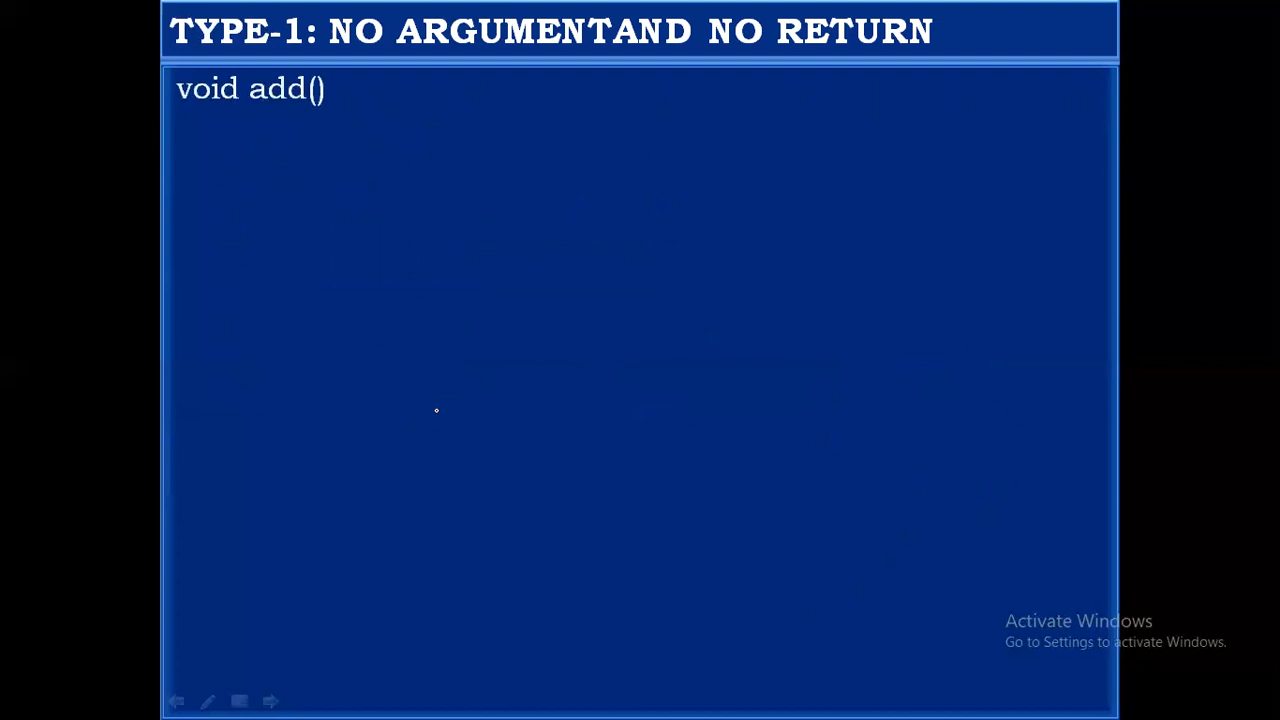 TYPE-1: NO ARGUMENTAND NO RETURN
void add()
Activate Windows
Go to Settings to activate Windows.